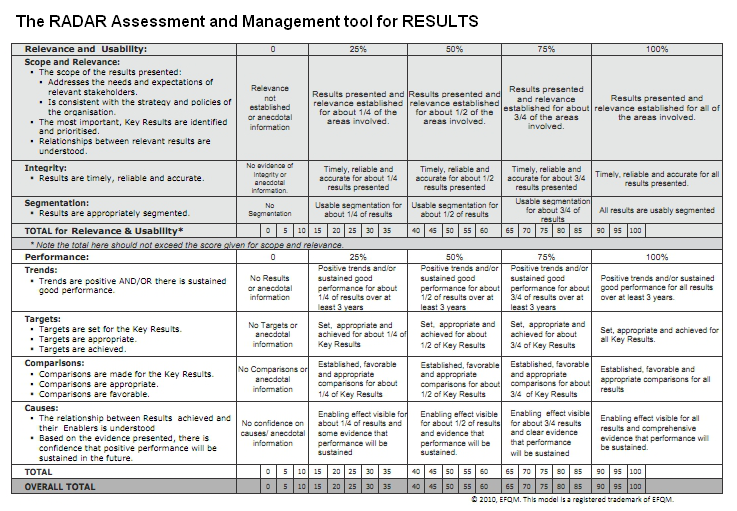 The RADAR Assessment and Management tool for RESULTS
Relevance and Usability: 0 25% 50% 75% 100%
Scope and Relevance:
• The scope of the results presented:
• Addresses the needs and expectations of
relevant stakeholders.
• Is consistent with the strategy and policies of
the organisation.
• The most important, Key Results are identified
and prioritised.
• Relationships between relevant results are
understood.
Relevance
not
established
or anecdotal
information
Results presented and
relevance established
for about 1/4 of the
areas involved.
Results presented and
relevance established
for about 1/2 of the
areas involved.
Results presented
and relevance
established for about
3/4 of the areas
involved.
Results presented and
relevance established for all of
the areas involved.
Integrity:
• Results are timely, reliable and accurate.
No evidence of
integrity or
anecdotal
information.
Timely, reliable and
accurate for about 1/4
results presented
Timely, reliable and
accurate for about 1/2
results presented
Timely, reliable and
accurate for about 3/4
results presented
Timely, reliable and accurate for all
results presented.
Segmentation:
• Results are appropriately segmented.
No
Segmentation
Usable segmentation for
about 1/4 of results
Usable segmentation for
about 1/2 of results
Usable segmentation
for about 3/4 of
results
All results are usably segmented
TOTAL for Relevance & Usability* 0 5 10 15 20 25 30 35 40 45 50 55 60 65 70 75 80 85 90 95 100
* Note the total here should not exceed the score given for scope and relevance.
Performance: 0 25% 50% 75% 100%
Trends:
• Trends are positive AND/OR there is sustained
good performance.
No Results
or anecdotal
information
Positive trends and/or
sustained good
performance for about
1/4 of results over at
least 3 years
Positive trends and/or
sustained good
performance for about
1/2 of results over at
least 3 years
Positive trends and/or
sustained good
performance for about
3/4 of results over at
least 3 years
Positive trends and/or sustained
good performance for all results
over at least 3 years.
Targets:
• Targets are set for the Key Results.
• Targets are appropriate.
• Targets are achieved.
No Targets or
anecdotal
information
Set, appropriate and
achieved for about 1/4 of
Key Results
Set, appropriate and
achieved for about
1/2 of Key Results
Set, appropriate and
achieved for about
3/4 of Key Results
Set, appropriate and achieved for
all Key Results.
Comparisons:
• Comparisons are made for the Key Results.
• Comparisons are appropriate.
• Comparisons are favorable.
No Comparisons or
anecdotal
information
Established, favorable
and appropriate
comparisons for about
1/4 of Key Results
Established, favorable
and appropriate
comparisons for about
1/2 of Key Results
Established, favorable
and appropriate
comparisons for about
3/4 of Key Results
Established, favorable and
appropriate comparisons for all
results
Causes:
• The relationship between Results achieved and
their Enablers is understood
• Based on the evidence presented, there is
confidence that positive performance will be
sustained in the future.
No confidence on
causes/ anecdotal
information
Enabling effect visible for
about 1/4 of results and
some evidence that
performance will be
sustained.
Enabling effect visible
for about 1/2 of results
and evidence that
performance will be
sustained.
Enabling effect visible
for about 3/4 results
and clear evidence
that performance
will be sustained
Enabling effect visible for all
results and comprehensive
evidence that performance will be
sustained.
TOTAL 0 5 10 15 20 25 30 35 40 45 50 55 60 65 70 75 80 85 90 95 100
OVERALL TOTAL 0 5 10 15 20 25 30 35 40 45 50 55 60 65 70 75 80 85 90 95 100
© 2010, EFQM. This model is a registered trademark of EFQM.